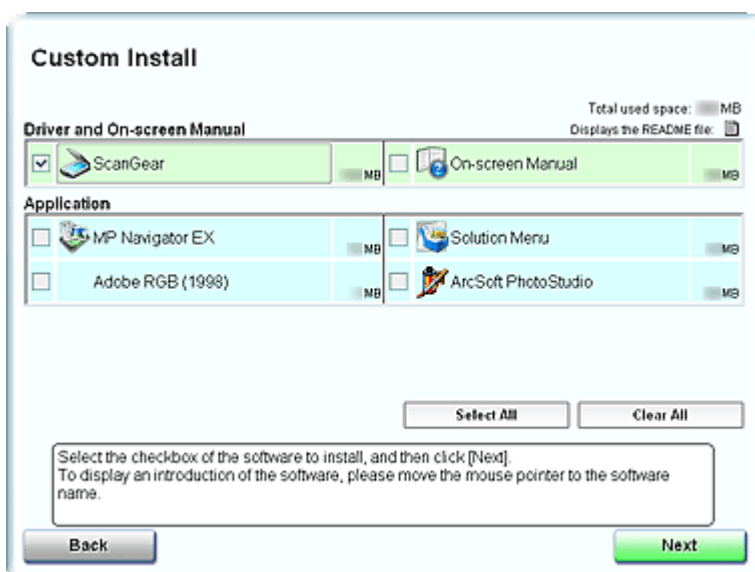 Custom Install
Total used space: MB
Driver and On-screen Manual
Displays the README file:
ScanGear
MB
On-screen Manual
MB
Application
MP Navigator EX
MB
Solution Menu
MB
Adobe RGB (1998)
MB
ArcSoft PhotoStudio
MB
Select All
Clear All
Select the checkbox of the software to install, and then click [Next].
To display an introduction of the software, please move the mouse pointer to the software
name.
Back
Next